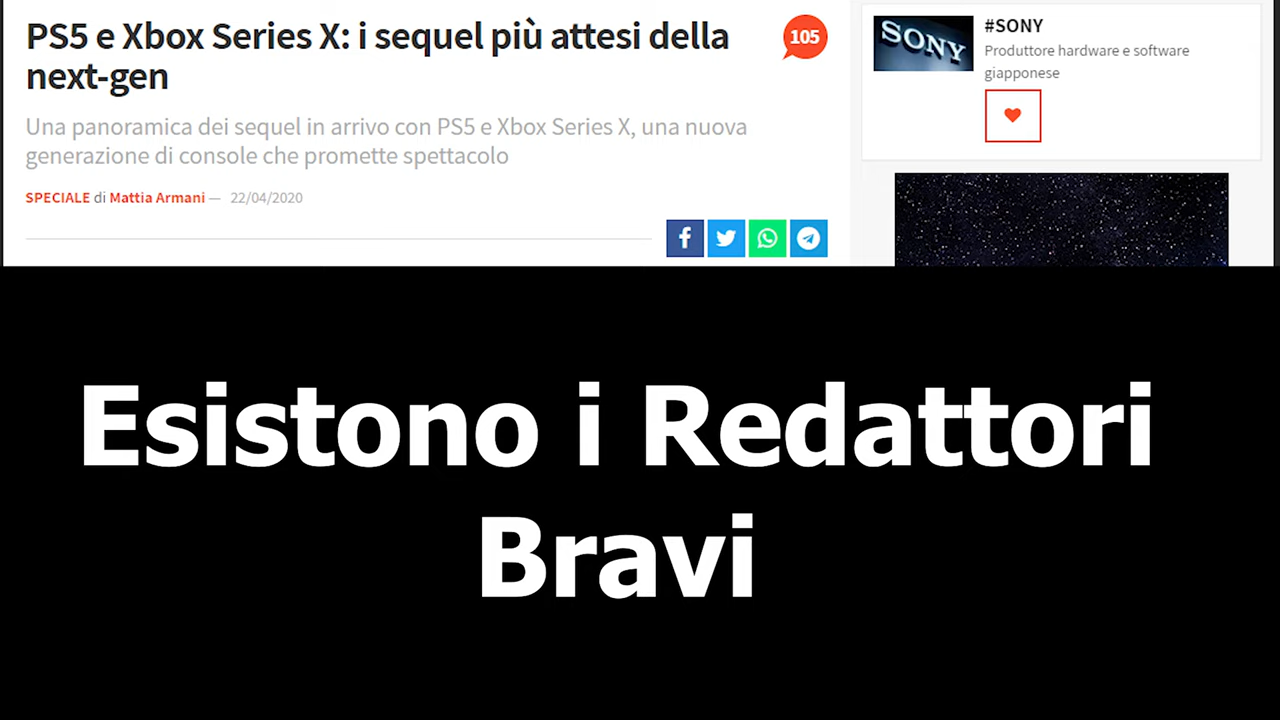 PS5 e Xbox Series X: i sequel più attesi della
next-gen
105
Una panoramica dei sequel in arrivo con PS5 e Xbox Series X, una nuova
generazione di console che promette spettacolo
SPECIALE di Mattia Armani — 22/04/2020
SONY
#SONY
Produttore hardware e software
giapponese
Esistono i Redattori
Bravi